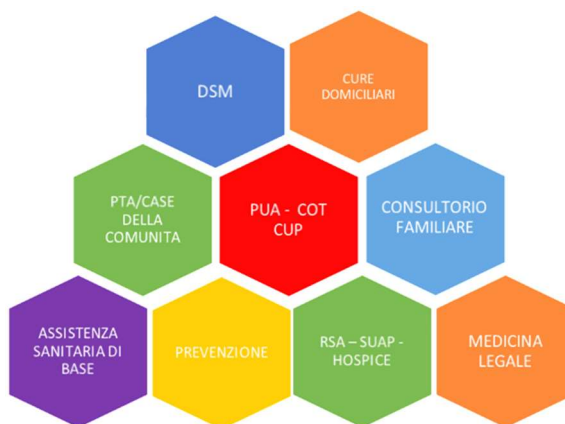 DSM
CURE
DOMICILIARI
PTA/CASE
DELLA
COMUNITA
PUA - COT
CUP
CONSULTORIO
FAMILIARE
ASSISTENZA
SANITARIA DI
BASE
PREVENZIONE
RSA – SUAP -
HOSPICE
MEDICINA
LEGALE